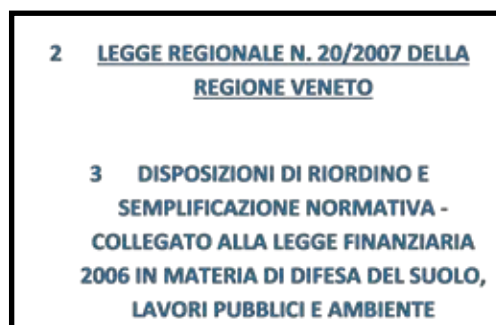 2 LEGGE REGIONALE N. 20/2007 DELLA
REGIONE VENETO
3 DISPOSIZIONI DI RIORDINO E
SEMPLIFICAZIONE NORMATIVA -
COLLEGATO ALLA LEGGE FINANZIARIA
2006 IN MATERIA DI DIFESA DEL SUOLO,
LAVORI PUBBLICI E AMBIENTE